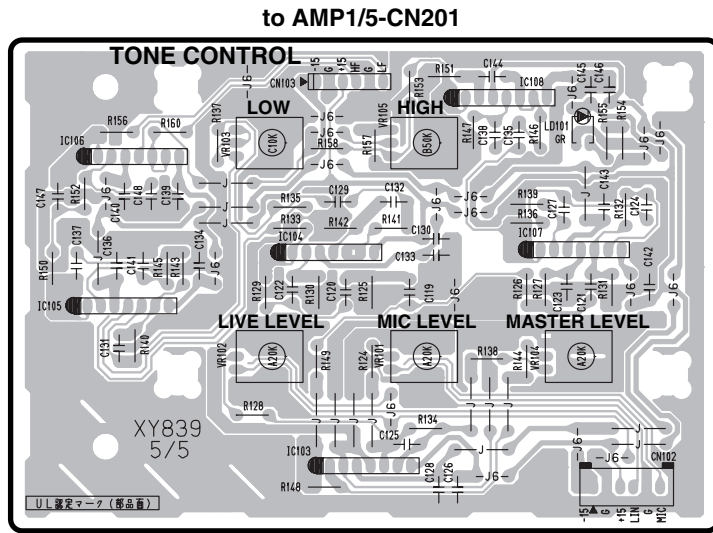 to AMP1/5-CN201
TONE CONTROL
-15 G +15 HF G LF
CN103
LOW
HIGH
R151
C144
IC108
C145
C146
R153
R156
R160
R137
J6
VR103
C10K
R158
R157
VR105
B50K
R147
C138
C135
R146
LD101
GR
R155
R154
IC106
C147
R152
C140
C148
C139
J
R135
C129
C132
R133
R142
R141
C130
C133
R139
R136
C127
C143
R132
C124
R150
C137
C136
C141
R145
R143
C134
IC104
IC107
C142
IC105
R129
C122
R130
C120
R125
C119
R126
R127
C123
C121
R131
LIVE LEVEL
MIC LEVEL
MASTER LEVEL
C131
R140
VR102
A20K
R149
R124
VR101
A20K
R138
R144
VR104
A20K
R128
R134
C125
XY839
5/5
IC103
R148
C128
C126
CN102
UL認定マーク(部品面)
-15 G +15 LIN G MIC